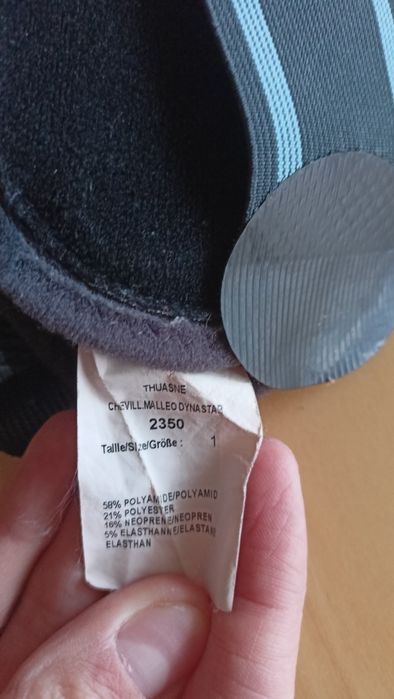 THUASNE
CHEVILL.MALLEO DYNASTAB
2350
Taille/Size/Größe : 1
58% POLYAMIDE/POLYAMID
21% POLYESTER
16% NEOPRENE/NEOPREN
5% ELASTHANNE/ELASTANE
ELASTHAN